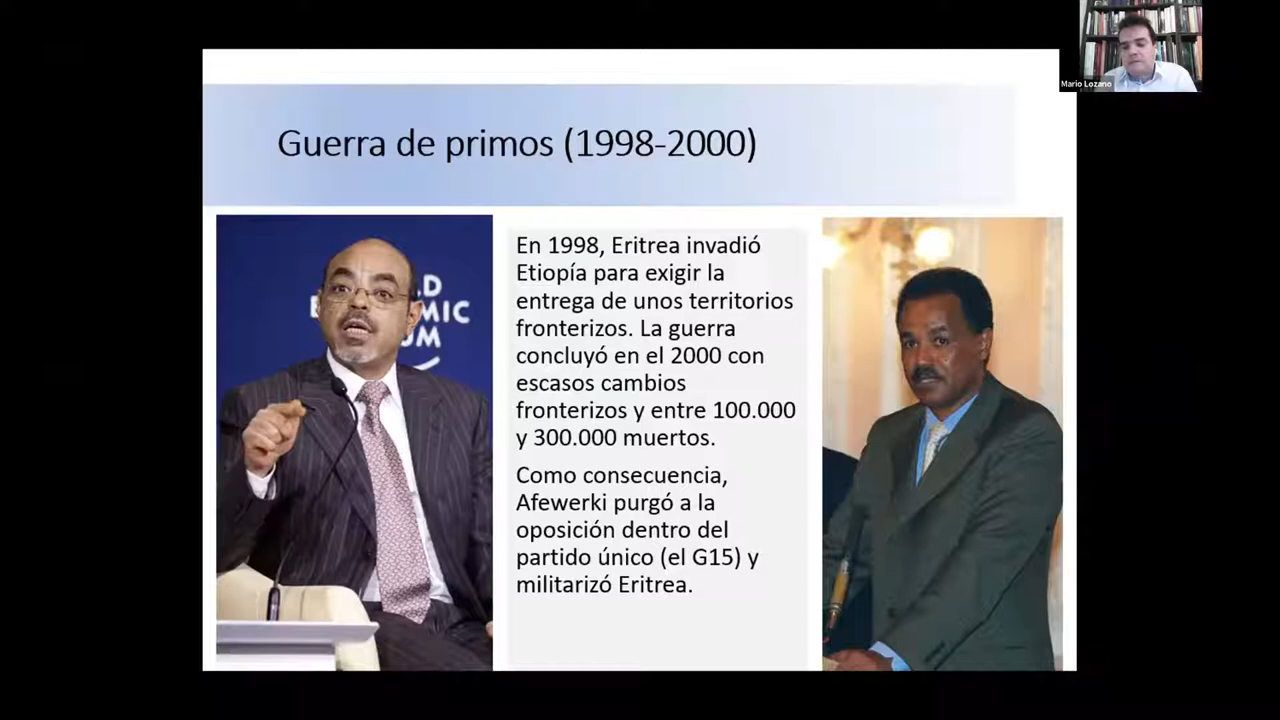 Mario Lozano
Guerra de primos (1998-2000)
En 1998, Eritrea invadió
Etiopía para exigir la
entrega de unos territorios
fronterizos. La guerra
concluyó en el 2000 con
escasos cambios
fronterizos y entre 100.000
y 300.000 muertos.
Como consecuencia,
Afewerki purgó a la
oposición dentro del
partido único (el G15) y
militarizó Eritrea.